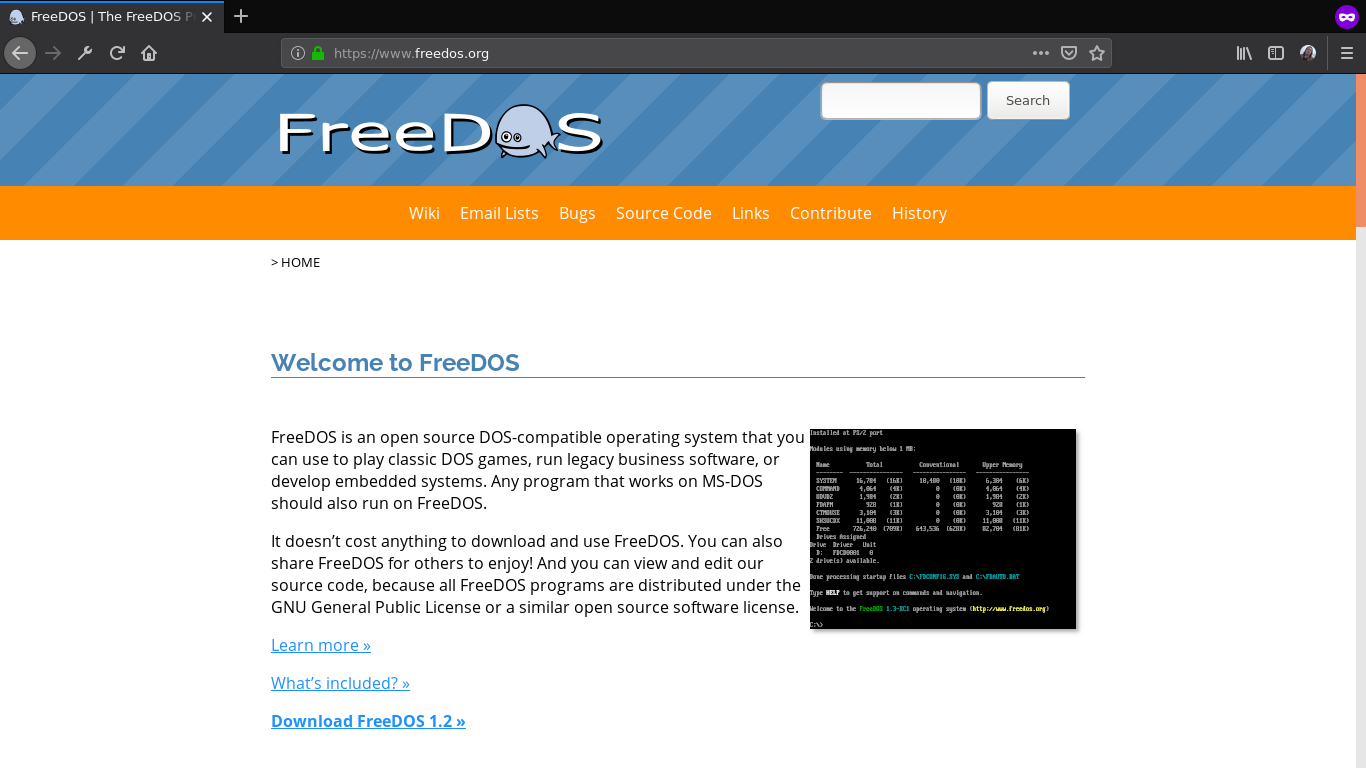 FreeDOS | The FreeDOS P
https://www.freedos.org
FreeDOS
Search
Wiki Email Lists Bugs Source Code Links Contribute History
> HOME
Welcome to FreeDOS
FreeDOS is an open source DOS-compatible operating system that you
can use to play classic DOS games, run legacy business software, or
develop embedded systems. Any program that works on MS-DOS
should also run on FreeDOS.
It doesn’t cost anything to download and use FreeDOS. You can also
share FreeDOS for others to enjoy! And you can view and edit our
source code, because all FreeDOS programs are distributed under the
GNU General Public License or a similar open source software license.
Learn more »
What’s included? »
Download FreeDOS 1.2 »
Installed at PS/2 port
Modules using memory below 1 MB:
Name Total Conventional Upper Memory
SYSTEM 16,784 (16K) 10,480 (10K) 6,304 (6K)
COMMAND 4,064 (4K) 0 (0K) 4,064 (4K)
UDVD2 1,984 (2K) 0 (0K) 1,984 (2K)
FDAPM 928 (1K) 0 (0K) 928 (1K)
CTMOUSE 3,104 (3K) 0 (0K) 3,104 (3K)
SHSUCDX 11,008 (11K) 0 (0K) 11,008 (11K)
Free 726,240 (709K) 643,536 (628K) 82,704 (81K)
Drives Assigned
Drive Driver Unit
D: FDCD0001 0
2 drive(s) available.
Done processing startup files C:\FDCONFIG.SYS and C:\FDAUTO.BAT
Type HELP to get support on commands and navigation.
Welcome to the FreeDOS 1.3-RC1 operating system (http://www.freedos.org)
C:\>